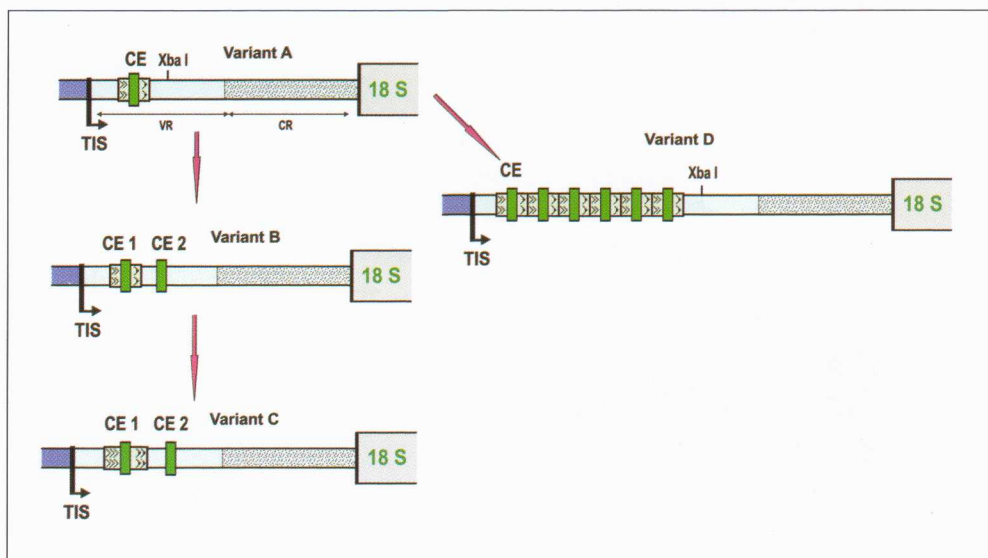 CE Xba I Variant A
18 S
TIS VR CR
Variant D
CE Xba I
18 S
TIS
CE 1 CE 2 Variant B
18 S
TIS
CE 1 CE 2 Variant C
18 S
TIS